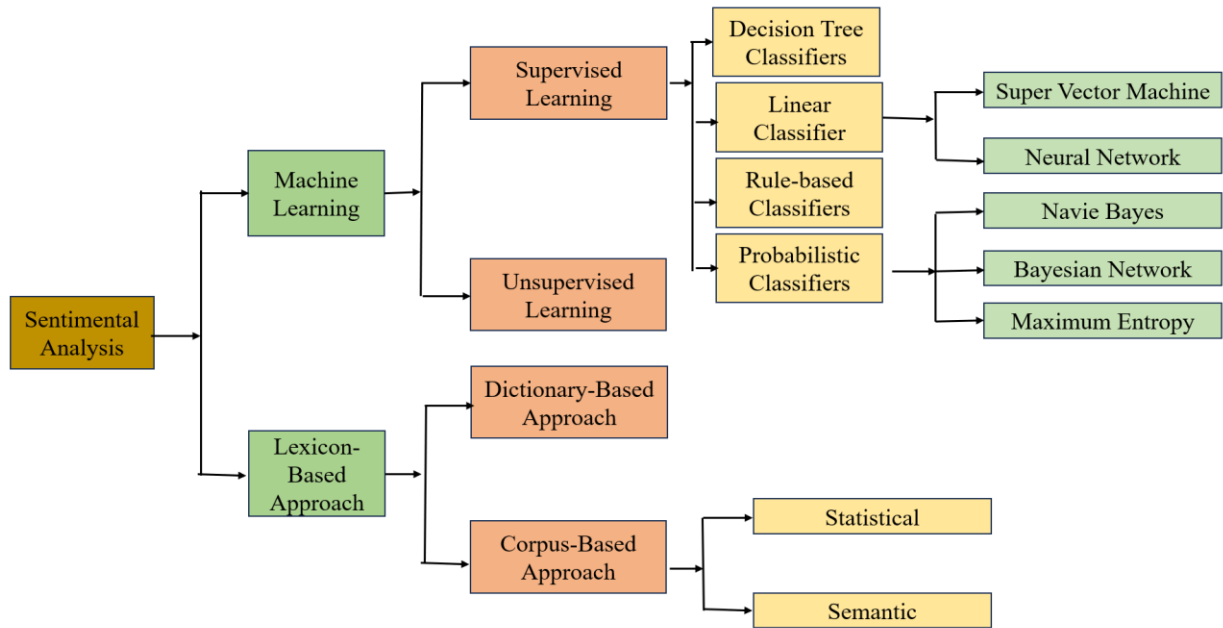 Decision Tree
Classifiers
Supervised
Learning
Super Vector Machine
Linear
Classifier
Neural Network
Machine
Learning
Rule-based
Classifiers
Navie Bayes
Probabilistic
Classifiers
Bayesian Network
Unsupervised
Learning
Maximum Entropy
Sentimental
Analysis
Dictionary-Based
Approach
Lexicon-
Based
Approach
Statistical
Corpus-Based
Approach
Semantic